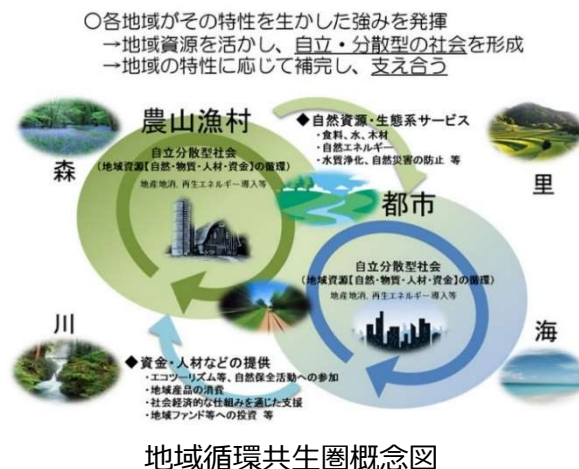 ○各地域がその特性を生かした強みを発揮
→地域資源を活かし、自立・分散型の社会を形成
→地域の特性に応じて補完し、支え合う
農山漁村
自立分散型社会
(地域資源【自然・物質・人材・資金】の循環)
地産地消、再生エネルギー導入等
◆自然資源・生態系サービス
・食料、水、木材
・自然エネルギー
・水質浄化、自然災害の防止 等
森
里
都市
自立分散型社会
(地域資源【自然・物質・人材・資金】の循環)
地産地消、再生エネルギー導入等
川
海
◆資金・人材などの提供
・エコツーリズム等、自然保全活動への参加
・地域産品の消費
・社会経済的な仕組みを通じた支援
・地域ファンド等への投資 等
地域循環共生圏概念図